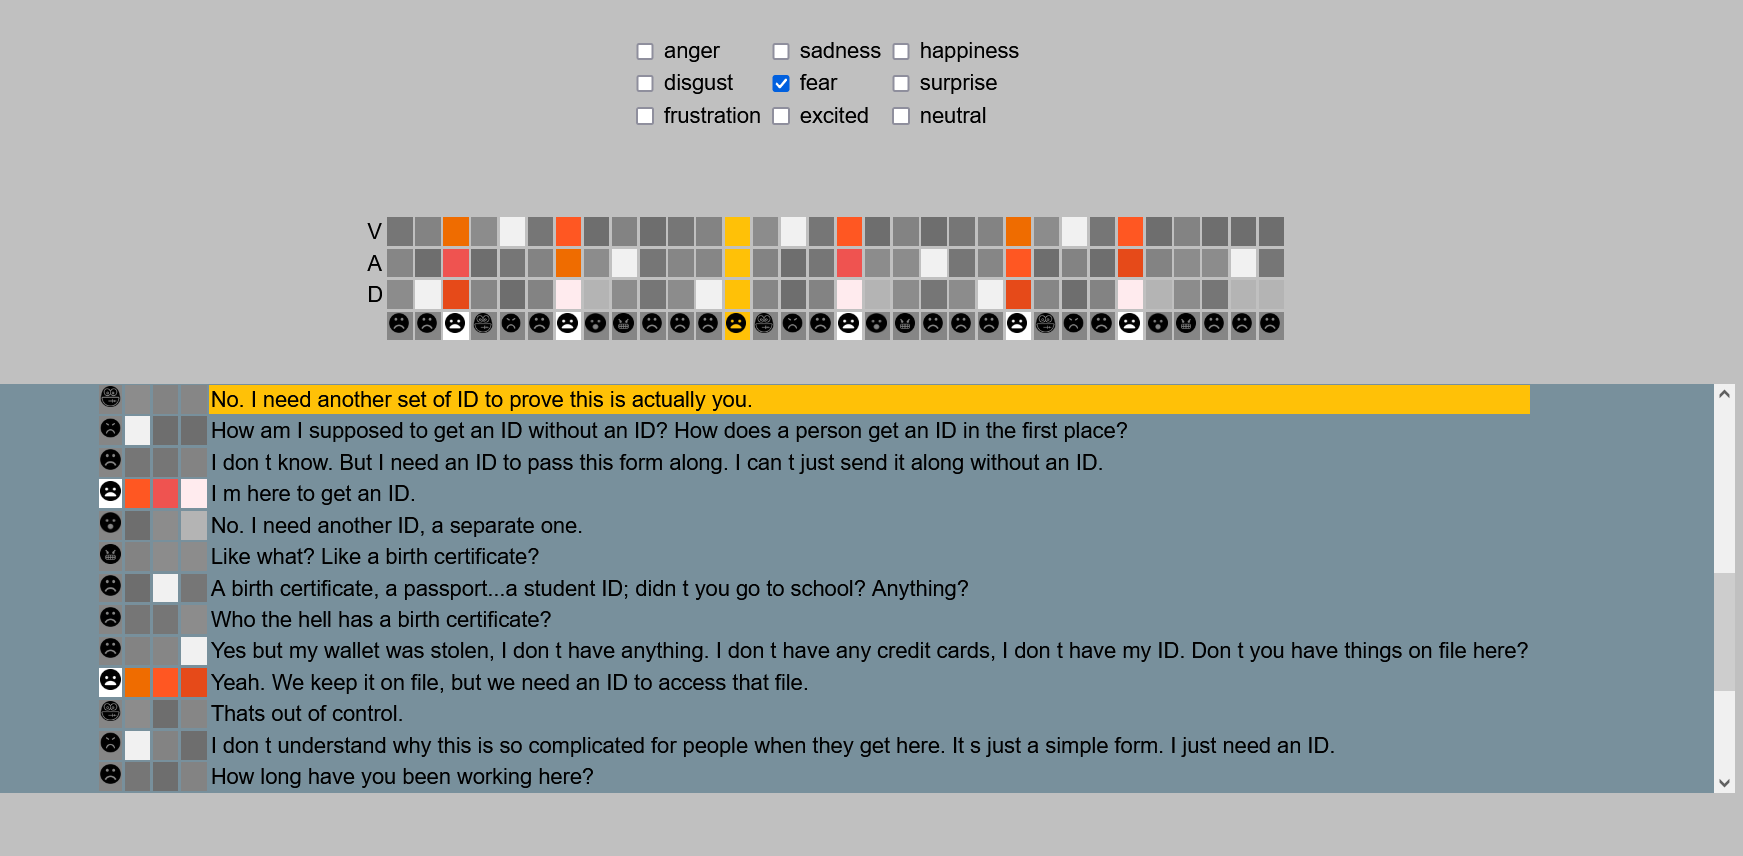 anger sadness happiness
disgust fear surprise
frustration excited neutral
V
A
D
No. I need another set of ID to prove this is actually you.
How am I supposed to get an ID without an ID? How does a person get an ID in the first place?
I don t know. But I need an ID to pass this form along. I can t just send it along without an ID.
I m here to get an ID.
No. I need another ID, a separate one.
Like what? Like a birth certificate?
A birth certificate, a passport...a student ID; didn t you go to school? Anything?
Who the hell has a birth certificate?
Yes but my wallet was stolen, I don t have anything. I don t have any credit cards, I don t have my ID. Don t you have things on file here?
Yeah. We keep it on file, but we need an ID to access that file.
Thats out of control.
I don t understand why this is so complicated for people when they get here. It s just a simple form. I just need an ID.
How long have you been working here?